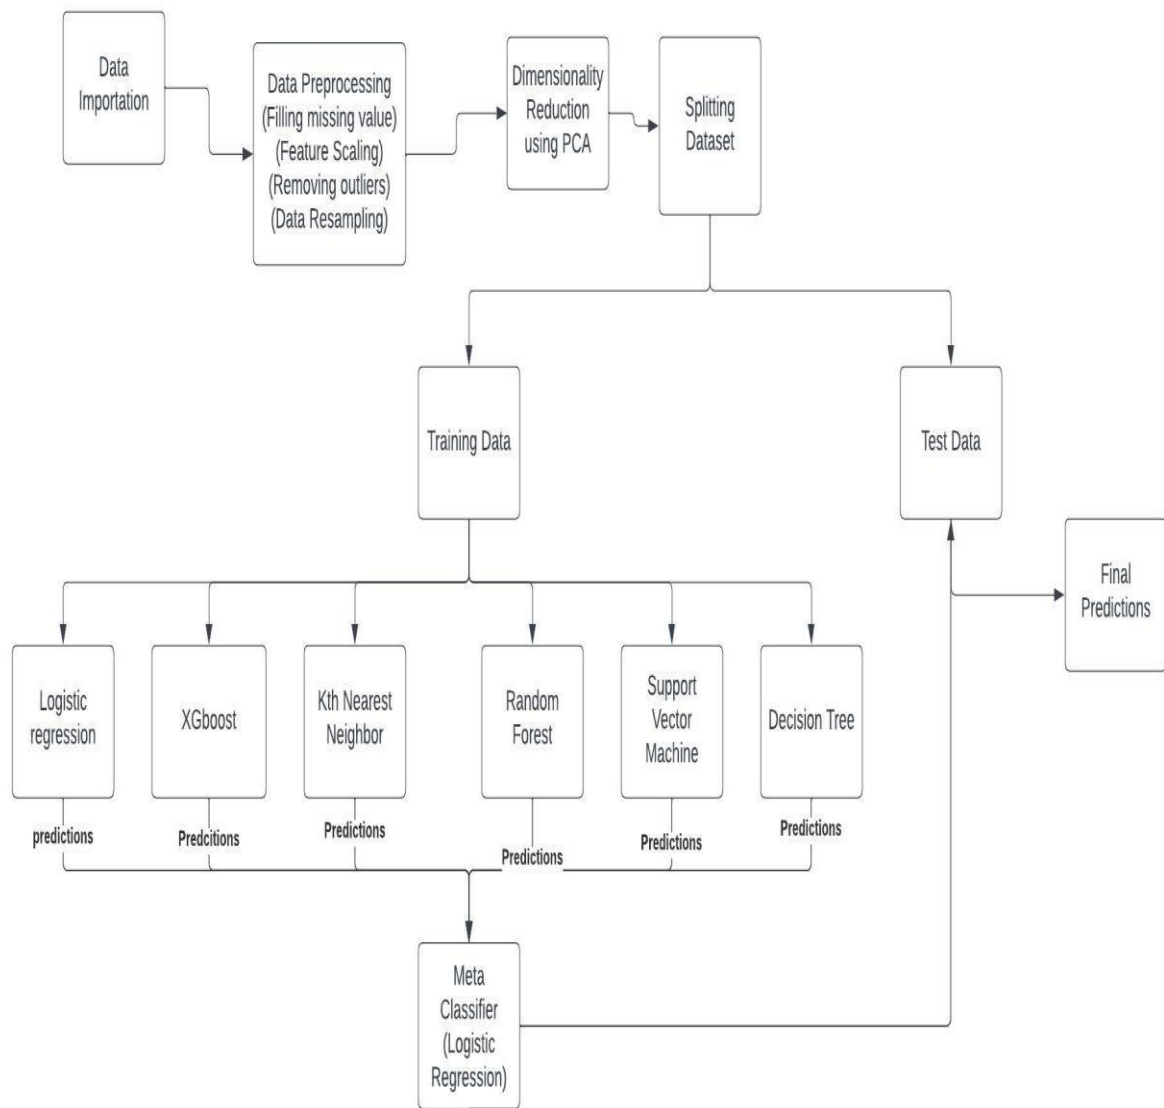 Data
Importation
Data Preprocessing
(Filling missing value)
(Feature Scaling)
(Removing outliers)
(Data Resampling)
Dimensionality
Reduction
using PCA
Splitting
Dataset
Training Data
Test Data
Final
Predictions
Logistic
regression
XGboost
Kth Nearest
Neighbor
Random
Forest
Support
Vector
Machine
Decision Tree
predictions
Predcitions
Predictions
Predictions
Predictions
Predictions
Meta
Classifier
(Logistic
Regression)